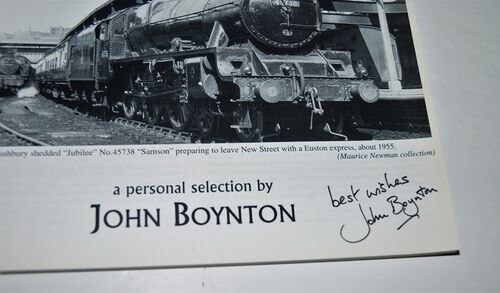 ushbury shedded "Jubilee" No.45738 "Samson" preparing to leave New Street with a Euston express, about 1955.
(Maurice Newman collection)
a personal selection by
JOHN BOYNTON
best wishes
John Boynton